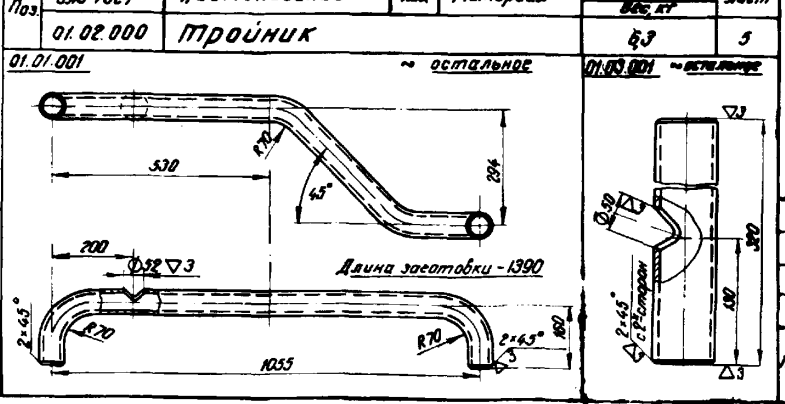 Поз.
Вес, кг
01.02.000 Тройник 6,3 5
01.01.001 ~ остальное
01.03.001 ~ остальное
R70
530
45°
294
200
Ø52 ▽3
Длина заготовки - 1390
2×45°
R70
R70
2×45°
▽3
160
1055
▽3
Ø50
320
130
2×45°
с 2х сторон
▽3